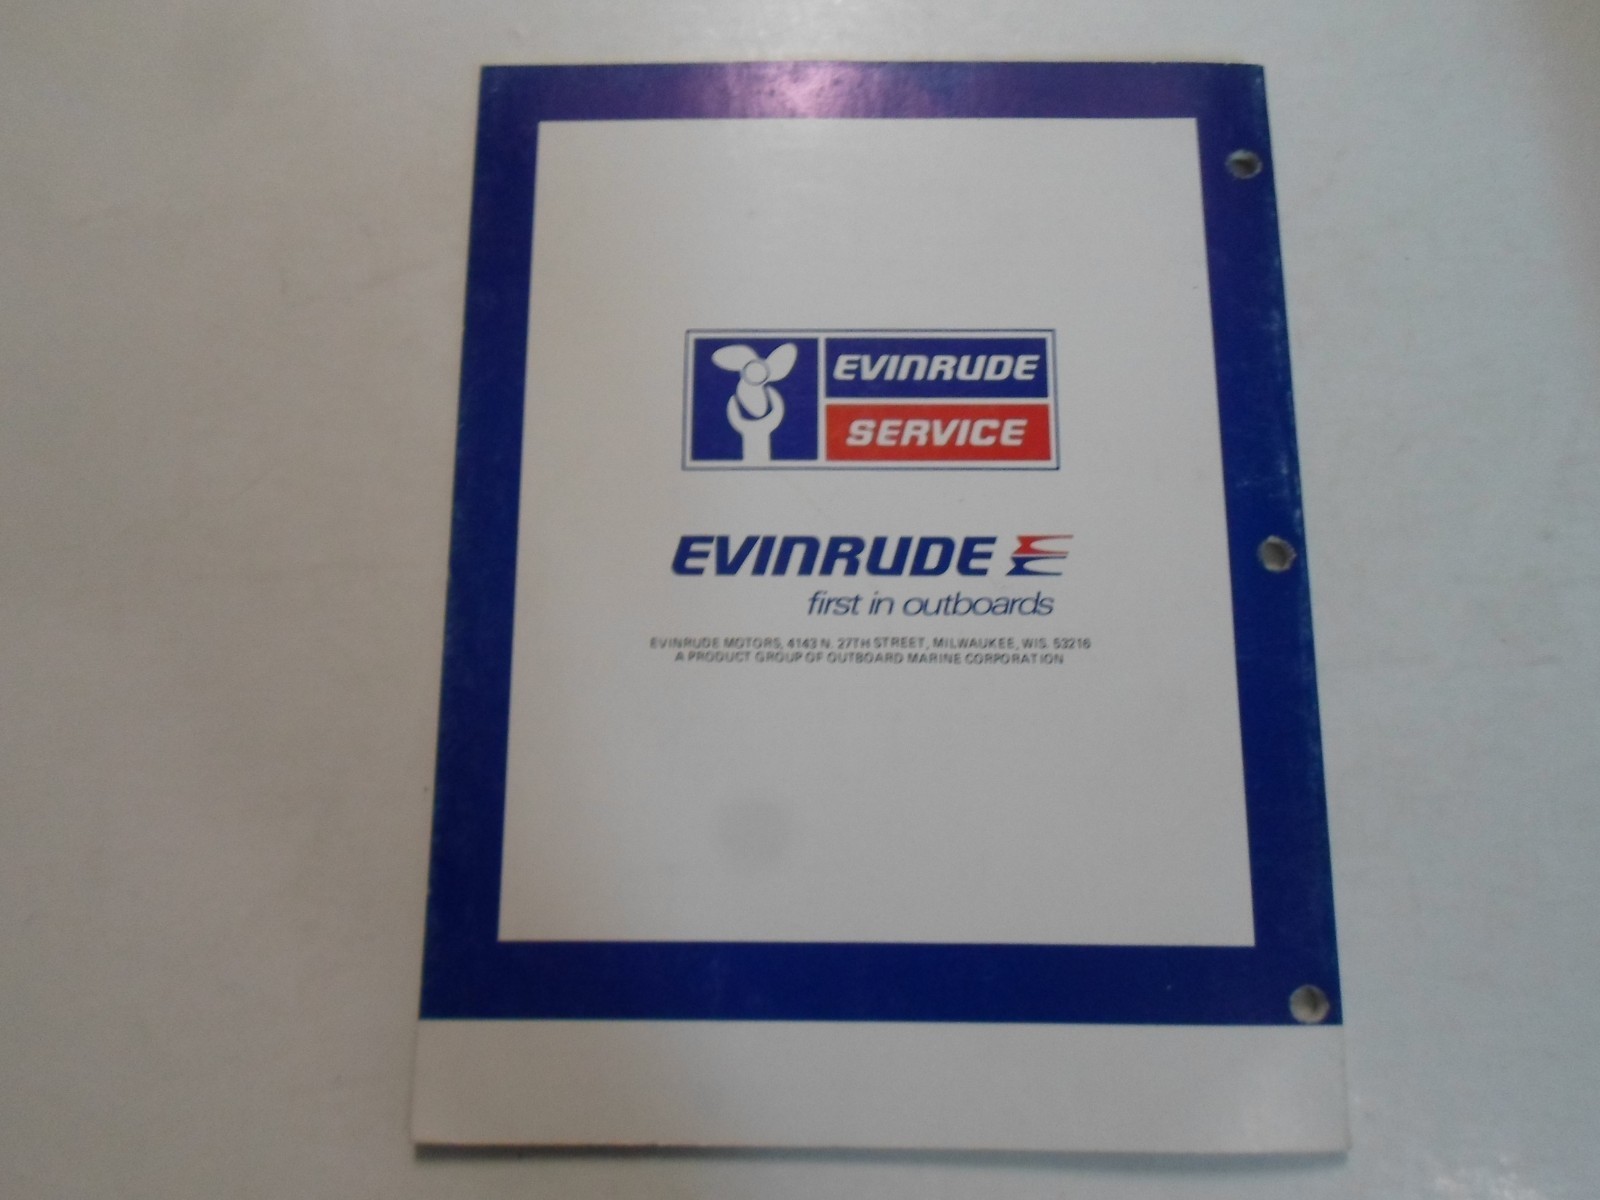 EVINRUDE
SERVICE
EVINRUDE
first in outboards
EVINRUDE MOTORS, 4143 N. 27TH STREET, MILWAUKEE, WIS. 53216
A PRODUCT GROUP OF OUTBOARD MARINE CORPORATION